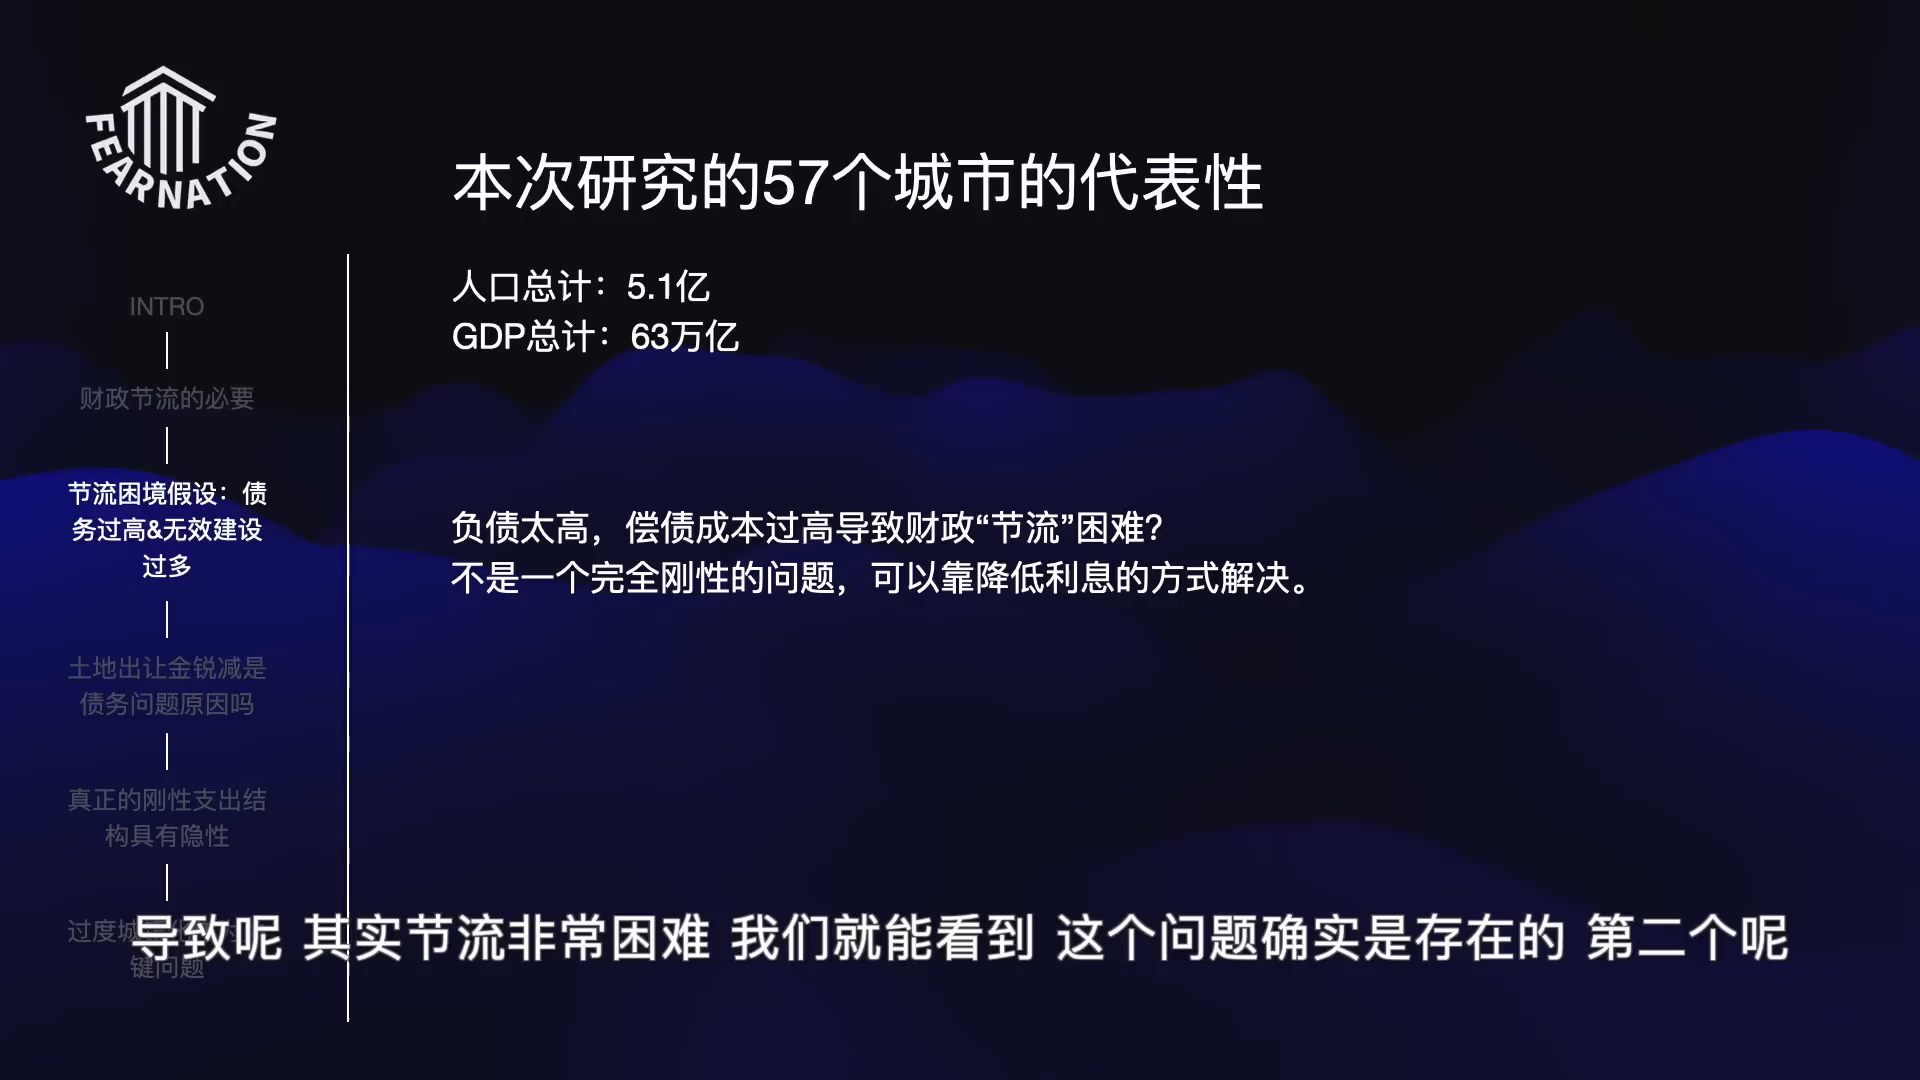 FEARNATION
本次研究的57个城市的代表性
人口总计：5.1亿
GDP总计：63万亿
INTRO
财政节流的必要
节流困境假设：债
务过高&无效建设
过多
负债太高，偿债成本过高导致财政“节流”困难？
不是一个完全刚性的问题，可以靠降低利息的方式解决。
土地出让金锐减是
债务问题原因吗
真正的刚性支出结
构具有隐性
过度城
键问题
导致呢 其实节流非常困难 我们就能看到 这个问题确实是存在的 第二个呢